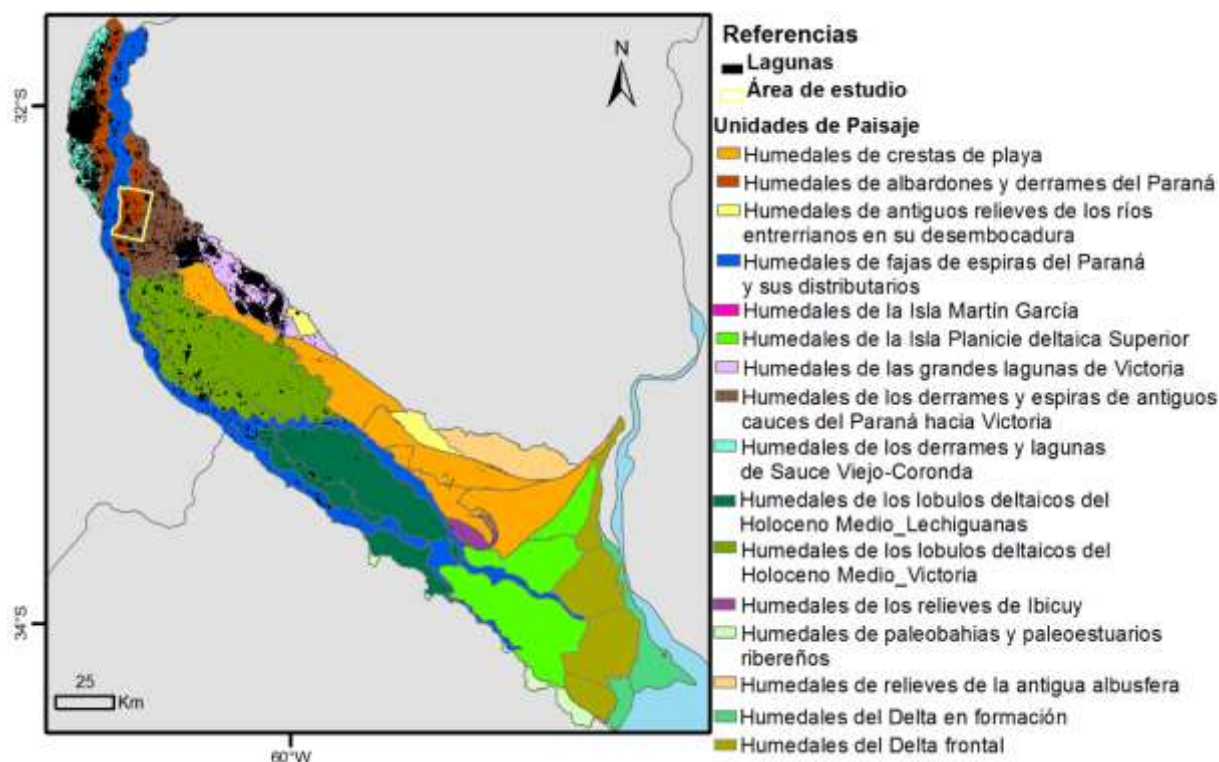 N
32°S
34°S
25
Km
60°W
Referencias
Lagunas
Área de estudio
Unidades de Paisaje
Humedales de crestas de playa
Humedales de albardones y derrames del Paraná
Humedales de antiguos relieves de los ríos
entrerrianos en su desembocadura
Humedales de fajas de espiras del Paraná
y sus distributarios
Humedales de la Isla Martín García
Humedales de la Isla Planicie deltaica Superior
Humedales de las grandes lagunas de Victoria
Humedales de los derrames y espiras de antiguos
cauces del Paraná hacia Victoria
Humedales de los derrames y lagunas
de Sauce Viejo-Coronda
Humedales de los lobulos deltaicos del
Holoceno Medio_Lechiguanas
Humedales de los lobulos deltaicos del
Holoceno Medio_Victoria
Humedales de los relieves de Ibicuy
Humedales de paleobahias y paleoestuarios
ribereños
Humedales de relieves de la antigua albusfera
Humedales del Delta en formación
Humedales del Delta frontal